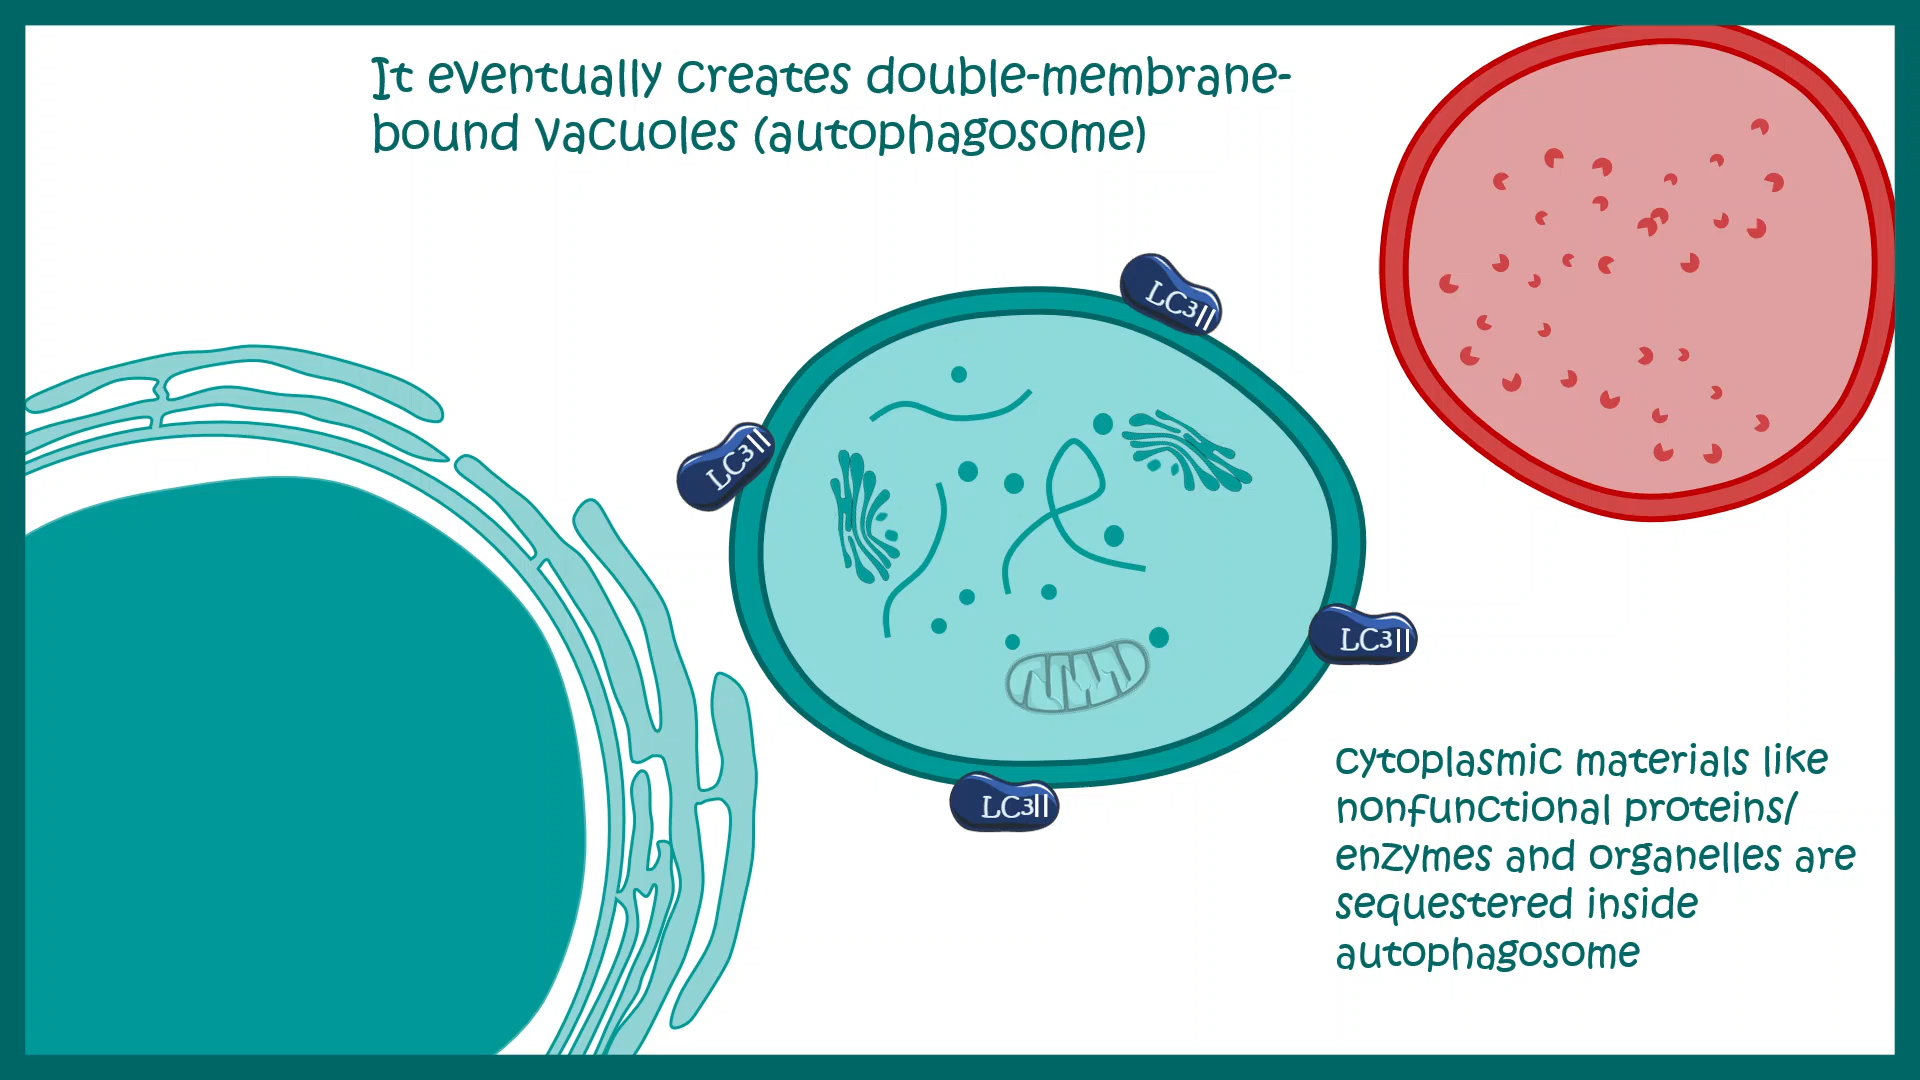 It eventually creates double-membrane-
bound vacuoles (autophagosome)
LC3II
LC3II
LC3II
LC3II
cytoplasmic materials like
nonfunctional proteins/
enzymes and organelles are
sequestered inside
autophagosome